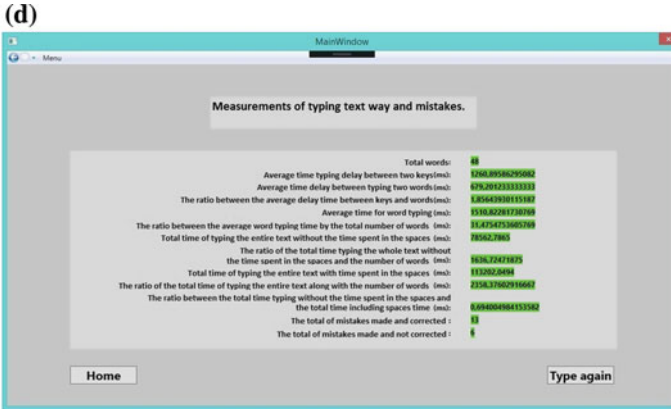 (d)
MainWindow
Menu
Measurements of typing text way and mistakes.
Total words: 48
Average time typing delay between two keys(ms): 1260,89586295082
Average time delay between typing two words(ms): 679,201233333333
The ratio between the average delay time between keys and words(ms): 1,85643930115187
Average time for word typing(ms): 1510,82281730769
The ratio between the average word typing time by the total number of words (ms): 31,4754753605769
Total time of typing the entire text without the time spent in the spaces (ms): 78562,7865
The ratio of the total time typing the whole text without
the time spent in the spaces and the number of words (ms): 1636,72471875
Total time of typing the entire text with time spent in the spaces (ms): 113202,0494
The ratio of the total time of typing the entire text along with the number of words (ms): 2358,37602916667
The ratio between the total time typing without the time spent in the spaces and
the total time including spaces time (ms): 0,694004984153582
The total of mistakes made and corrected : 13
The total of mistakes made and not corrected : 6
Home Type again